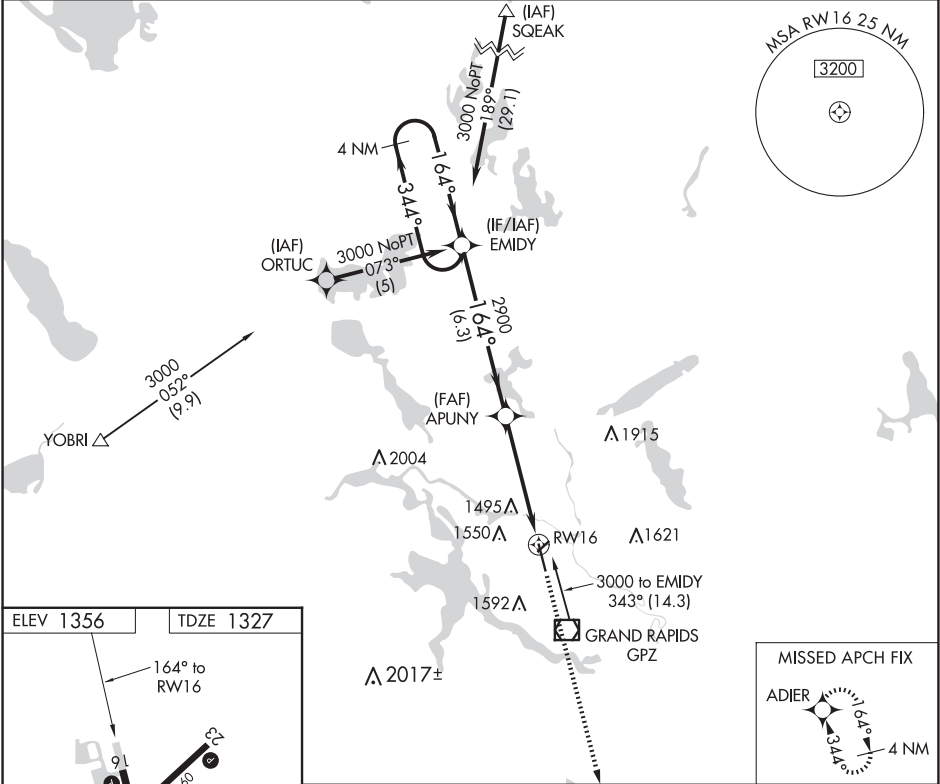 (IAF)
SQEAK
MSA RW16 25 NM
3200
3000 NoPT
189°
(29.1)
4 NM
164°
344°
(IF/IAF)
EMIDY
(IAF)
ORTUC
3000 NoPT
073°
(5)
2900
164°
(6.3)
3000
052°
(9.9)
YOBRI
(FAF)
APUNY
1915
2004
1495
1550
RW16
1621
3000 to EMIDY
343° (14.3)
1592
GRAND RAPIDS
GPZ
2017±
ELEV 1356
TDZE 1327
164° to
RW16
16
23
P
60
MISSED APCH FIX
ADIER
164°
344°
4 NM